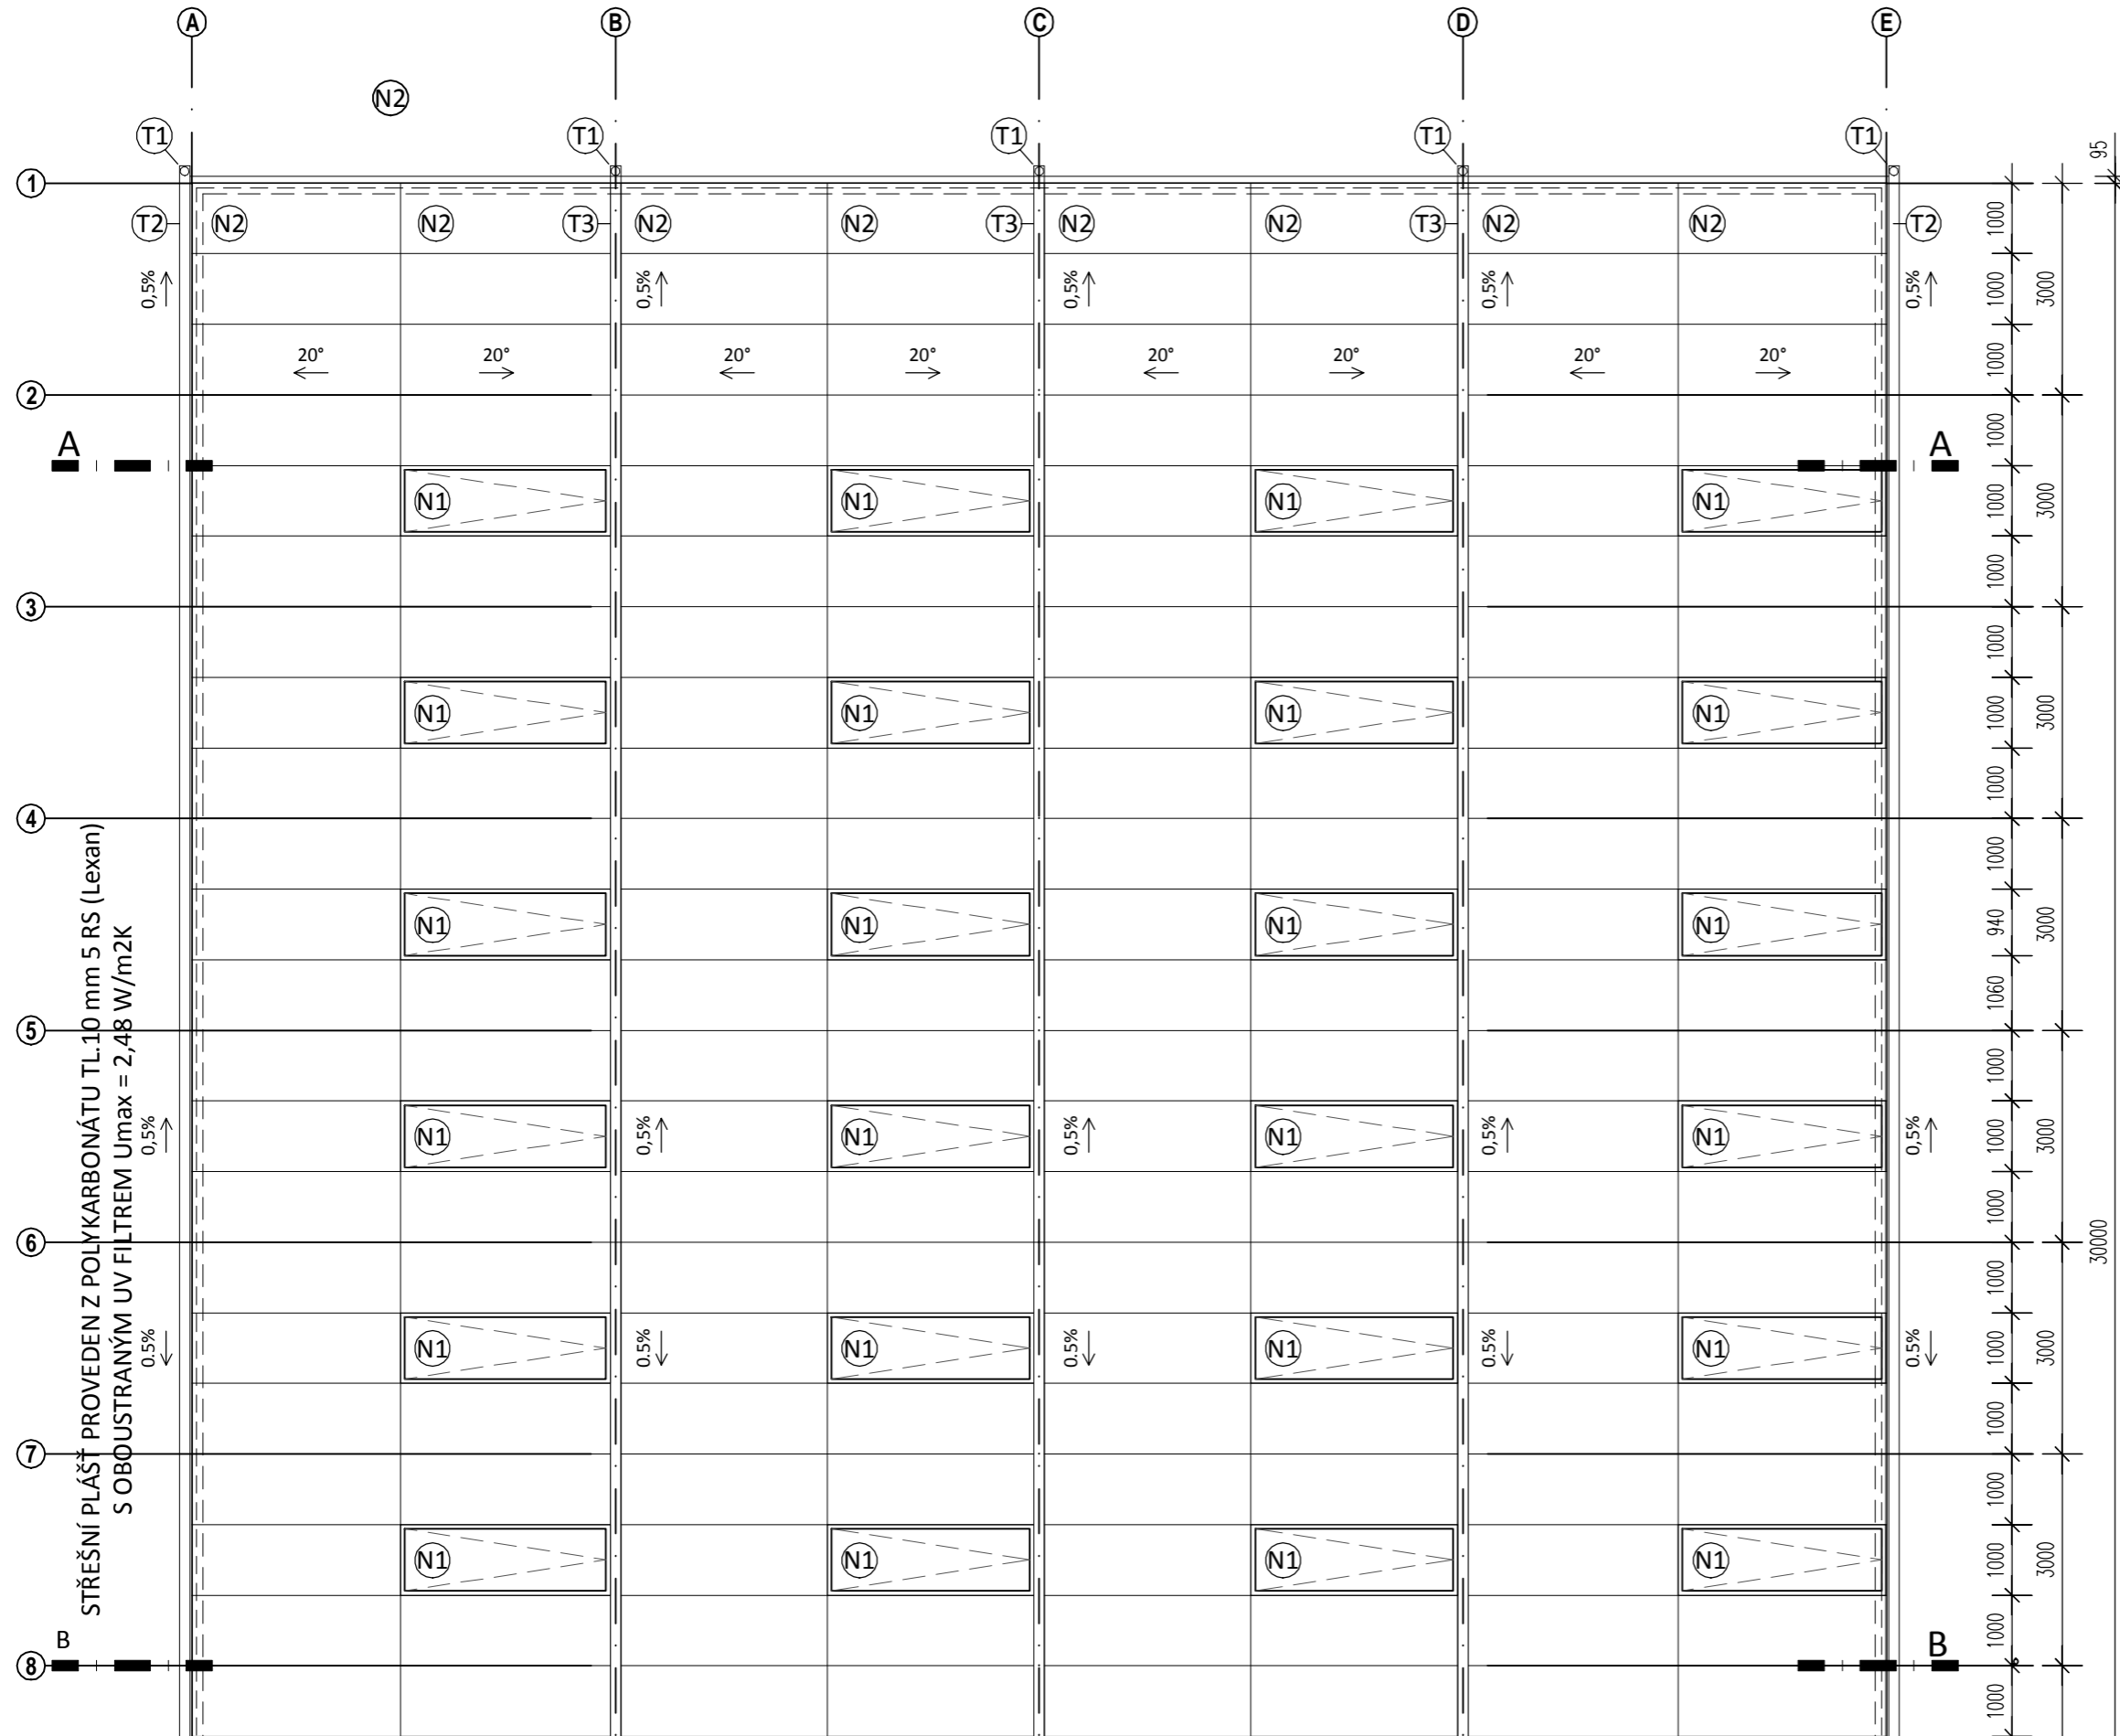 A B C D E
N2
T1 T1 T1 T1 T1
95
1
T2 N2 N2 T3 N2 N2 T3 N2 N2 T3 N2 N2 T2
1000
0,5% 0,5% 0,5% 0,5% 0,5%
1000 3000
20° 20° 20° 20° 20° 20° 20° 20°
1000
2
1000
A A
N1 N1 N1 N1
1000 3000
1000
3
1000
N1 N1 N1 N1
1000 3000
1000
4
1000
N1 N1 N1 N1
940 3000
1060
5
STŘEŠNÍ PLÁŠŤ PROVEDEN Z POLYKARBONÁTU TL.10 mm 5 RS (Lexan)
S OBOUSTRANÝM UV FILTREM Umax = 2,48 W/m2K
1000
0,5% N1 0,5% N1 0,5% N1 0,5% N1 0,5%
1000 3000
1000
6
30000
1000
0.5% N1 0.5% N1 0.5% N1 0.5% N1 0.5%
1000 3000
1000
7
1000
N1 N1 N1 N1
1000 3000
1000
B B
8
1000